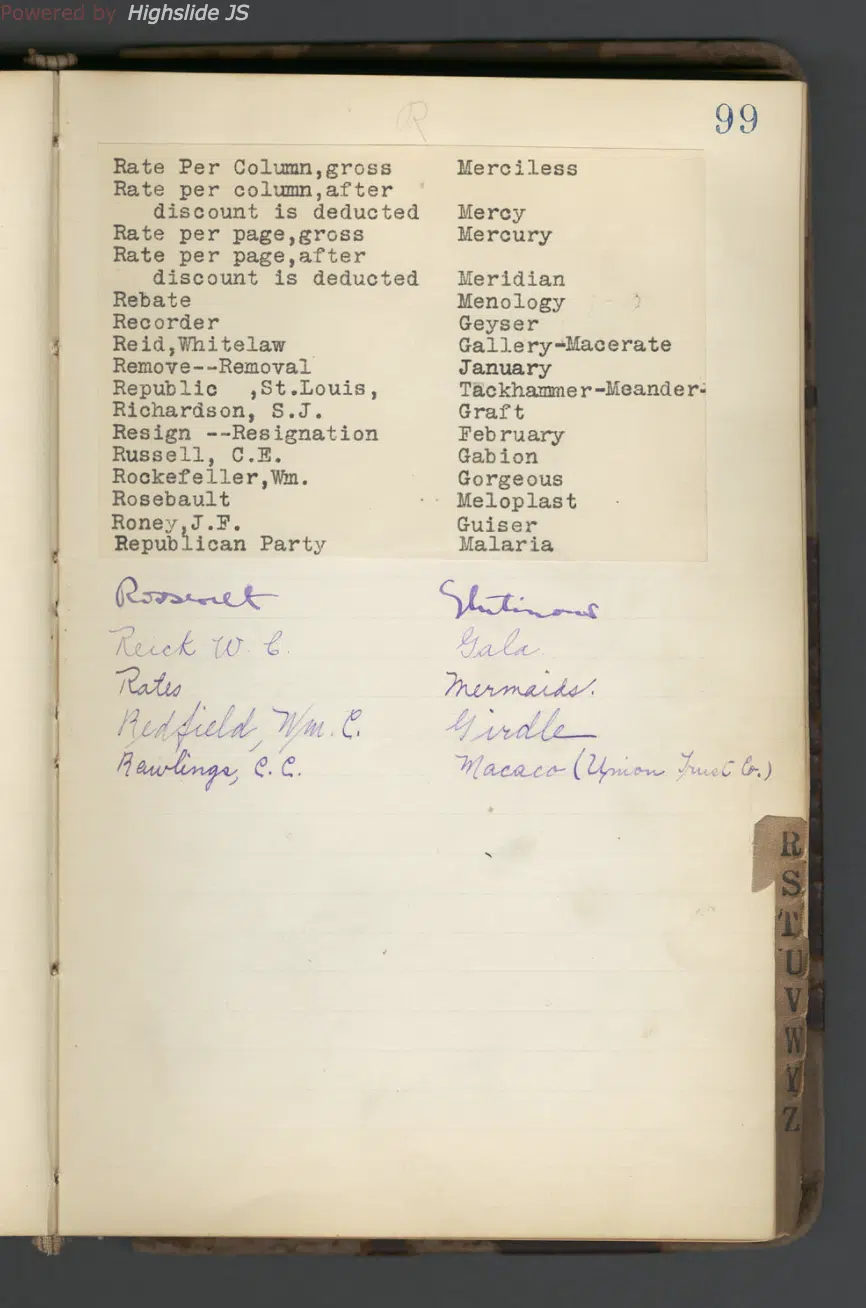 Powered by Highslide JS
R
99
Rate Per Column,gross Merciless
Rate per column,after
discount is deducted Mercy
Rate per page,gross Mercury
Rate per page,after
discount is deducted Meridian
Rebate Menology
Recorder Geyser
Reid,Whitelaw Gallery-Macerate
Remove--Removal January
Republic ,St.Louis, Tackhammer-Meander-
Richardson, S.J. Graft
Resign --Resignation February
Russell, C.E. Gabion
Rockefeller,Wm. Gorgeous
Rosebault Meloplast
Roney,J.F. Guiser
Republican Party Malaria
Roosevelt Glutinous
Reick W. C. Gala
Rates Mermaids.
Redfield, Wm. C. Girdle
Rawlings, C. C. Macaco (Union Trust Co.)
R
S
T
U
V
W
Y
Z